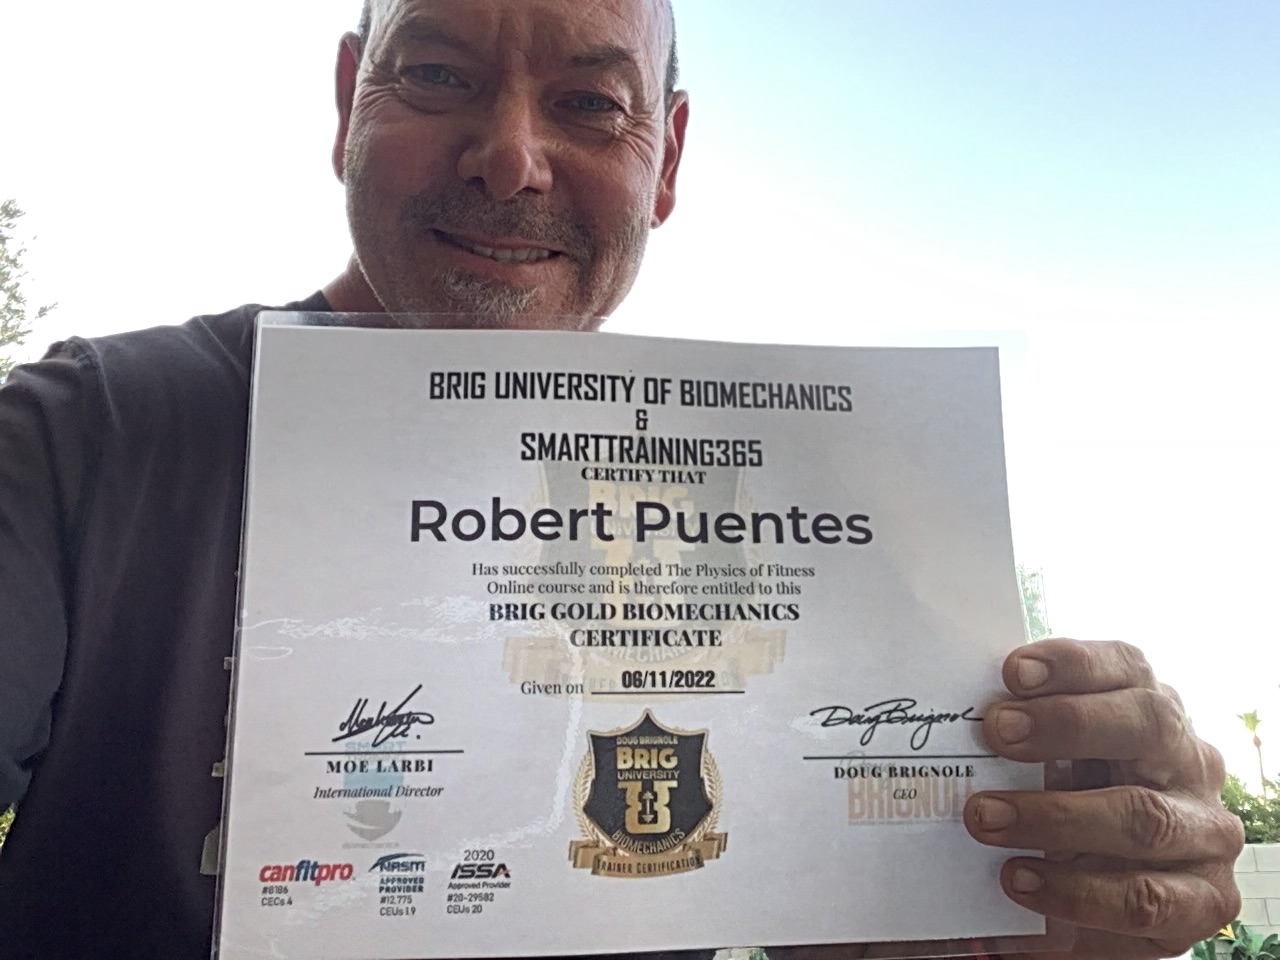 BRIG UNIVERSITY OF BIOMECHANICS
&
SMARTTRAINING365
CERTIFY THAT
Robert Puentes
Has successfully completed The Physics of Fitness
Online course and is therefore entitled to this
BRIG GOLD BIOMECHANICS
CERTIFICATE
Given on 06/11/2022
MOE LARBI
International Director
Doug Brignole
DOUG BRIGNOLE
CEO
BRIGNOLE
DOUG BRIGNOLE
BRIG
UNIVERSITY
BIOMECHANICS
TRAINER CERTIFICATION
canfitpro
#8186
CECs 4
NASM
APPROVED
PROVIDER
#12,775
CEUs 1.9
2020
ISSA
Approved Provider
#20-29582
CEUs 20